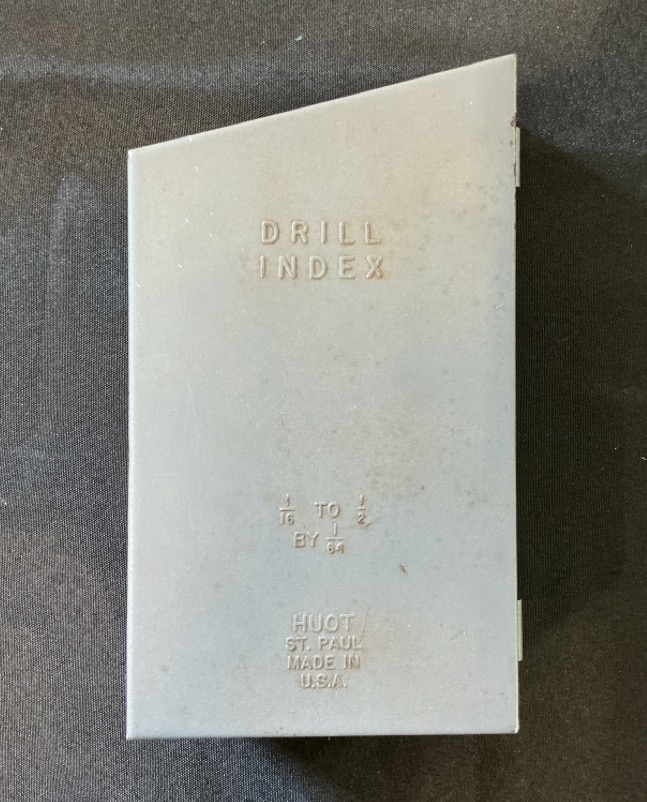 DRILL
INDEX
1/16 TO 1/2
BY 1/64
HUOT
ST. PAUL
MADE IN
U.S.A.